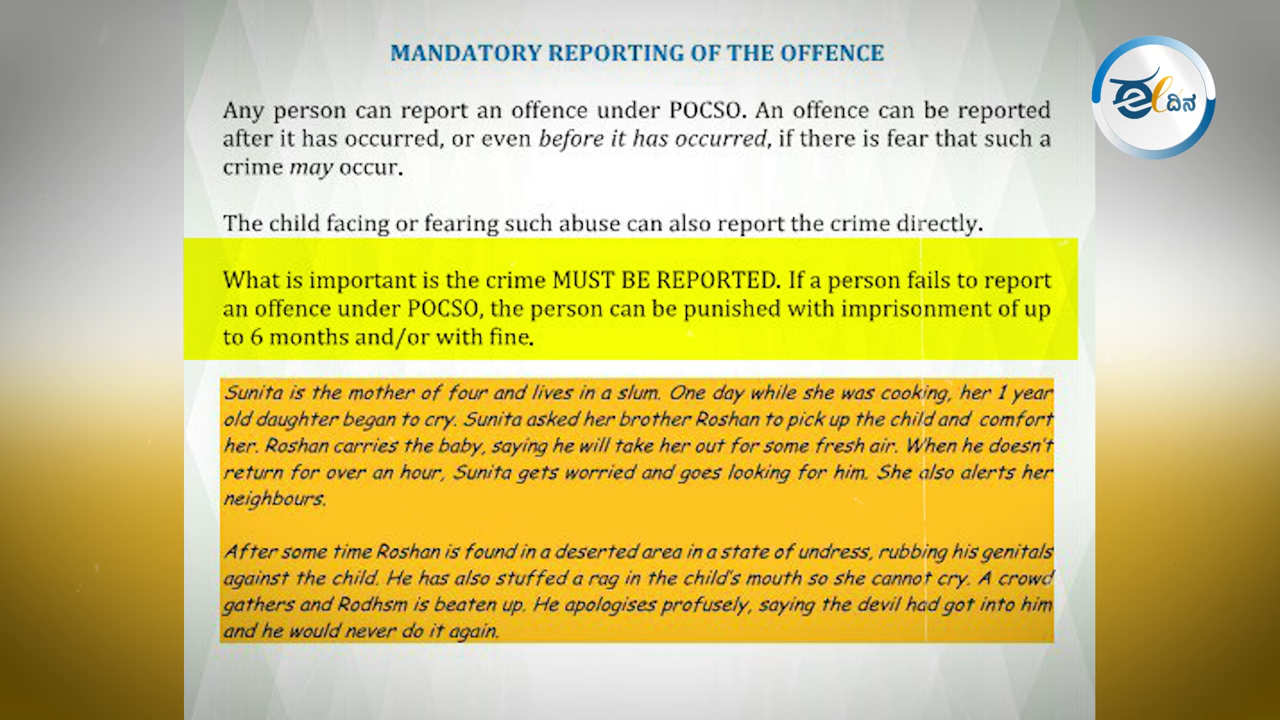 MANDATORY REPORTING OF THE OFFENCE
ಈದಿನ
Any person can report an offence under POCSO. An offence can be reported
after it has occurred, or even before it has occurred, if there is fear that such a
crime may occur.
The child facing or fearing such abuse can also report the crime directly.
What is important is the crime MUST BE REPORTED. If a person fails to report
an offence under POCSO, the person can be punished with imprisonment of up
to 6 months and/or with fine.
Sunita is the mother of four and lives in a slum. One day while she was cooking, her 1 year
old daughter began to cry. Sunita asked her brother Roshan to pick up the child and comfort
her. Roshan carries the baby, saying he will take her out for some fresh air. When he doesn't
return for over an hour, Sunita gets worried and goes looking for him. She also alerts her
neighbours.
After some time Roshan is found in a deserted area in a state of undress, rubbing his genitals
against the child. He has also stuffed a rag in the child's mouth so she cannot cry. A crowd
gathers and Rodhsm is beaten up. He apologises profusely, saying the devil had got into him
and he would never do it again.